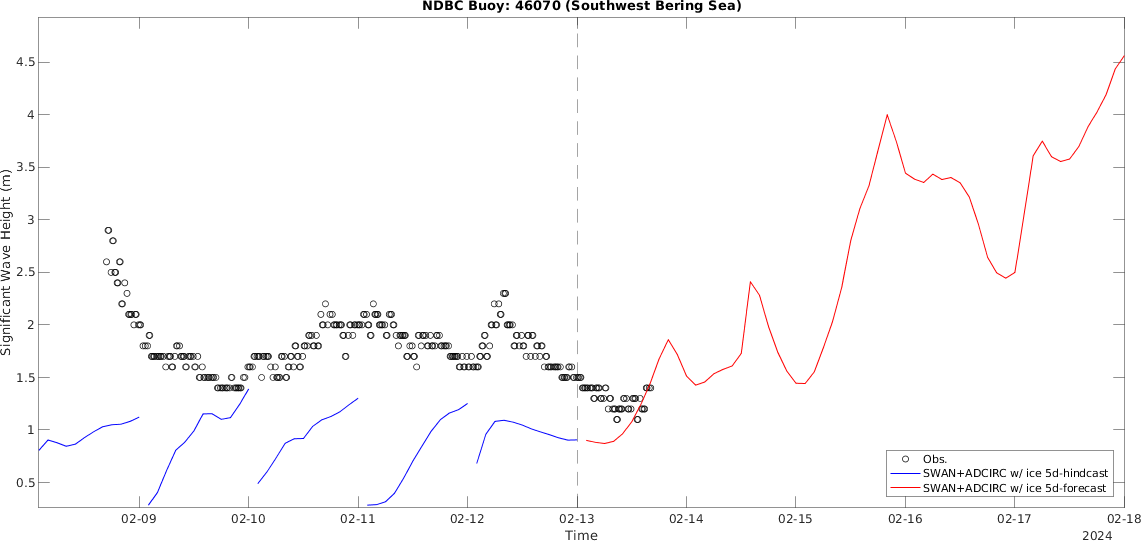 NDBC Buoy: 46070 (Southwest Bering Sea)
Significant Wave Height (m)
4.5
4
3.5
3
2.5
2
1.5
1
0.5
Obs.
SWAN+ADCIRC w/ ice 5d-hindcast
SWAN+ADCIRC w/ ice 5d-forecast
02-09 02-10 02-11 02-12 02-13 02-14 02-15 02-16 02-17 02-18
Time
2024